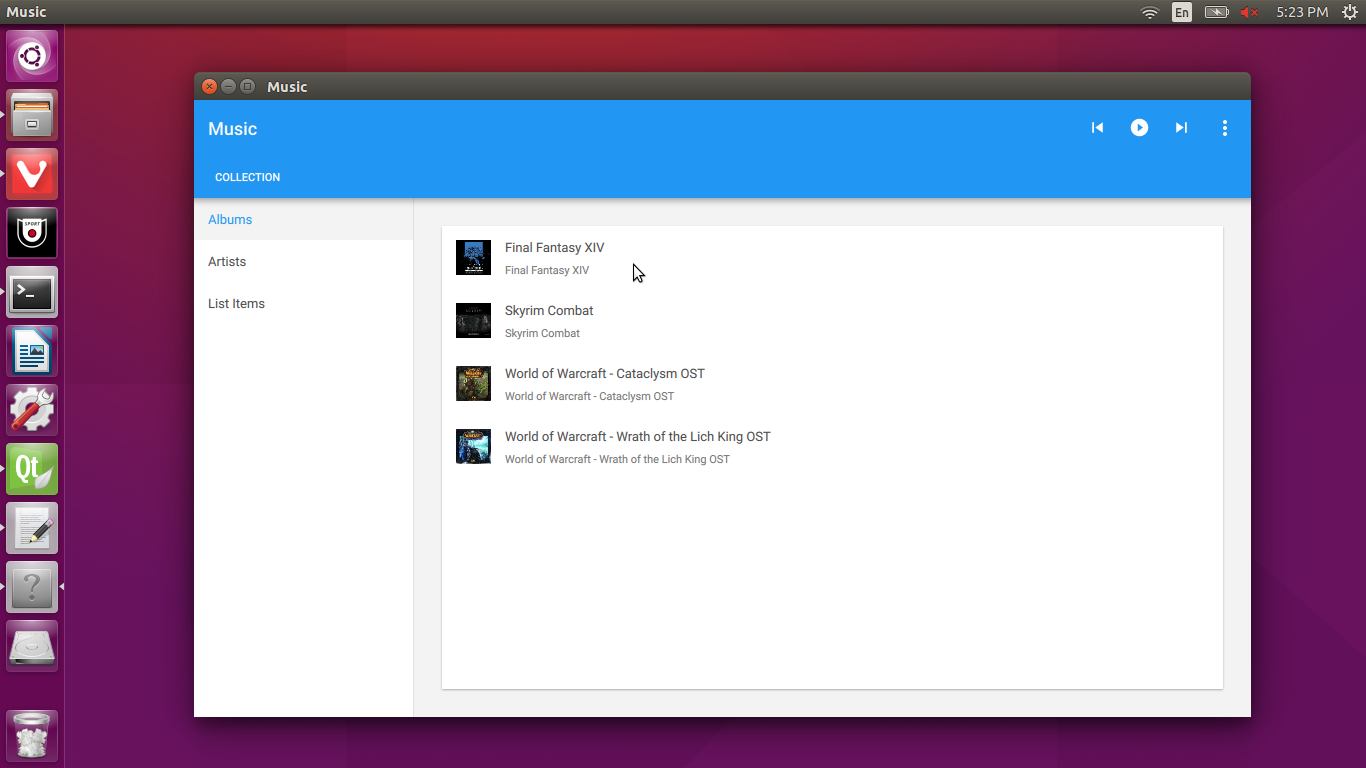 Music
En
5:23 PM
Music
Music
COLLECTION
Albums
Artists
List Items
Final Fantasy XIV
Final Fantasy XIV
Skyrim Combat
Skyrim Combat
World of Warcraft - Cataclysm OST
World of Warcraft - Cataclysm OST
World of Warcraft - Wrath of the Lich King OST
World of Warcraft - Wrath of the Lich King OST
SPORT
>_
Qt
?